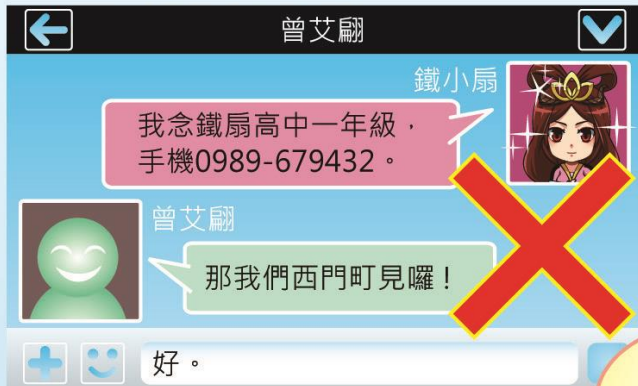 曾艾翩
鐵小扇
我念鐵扇高中一年級，
手機0989-679432。
曾艾翩
那我們西門町見囉！
好。